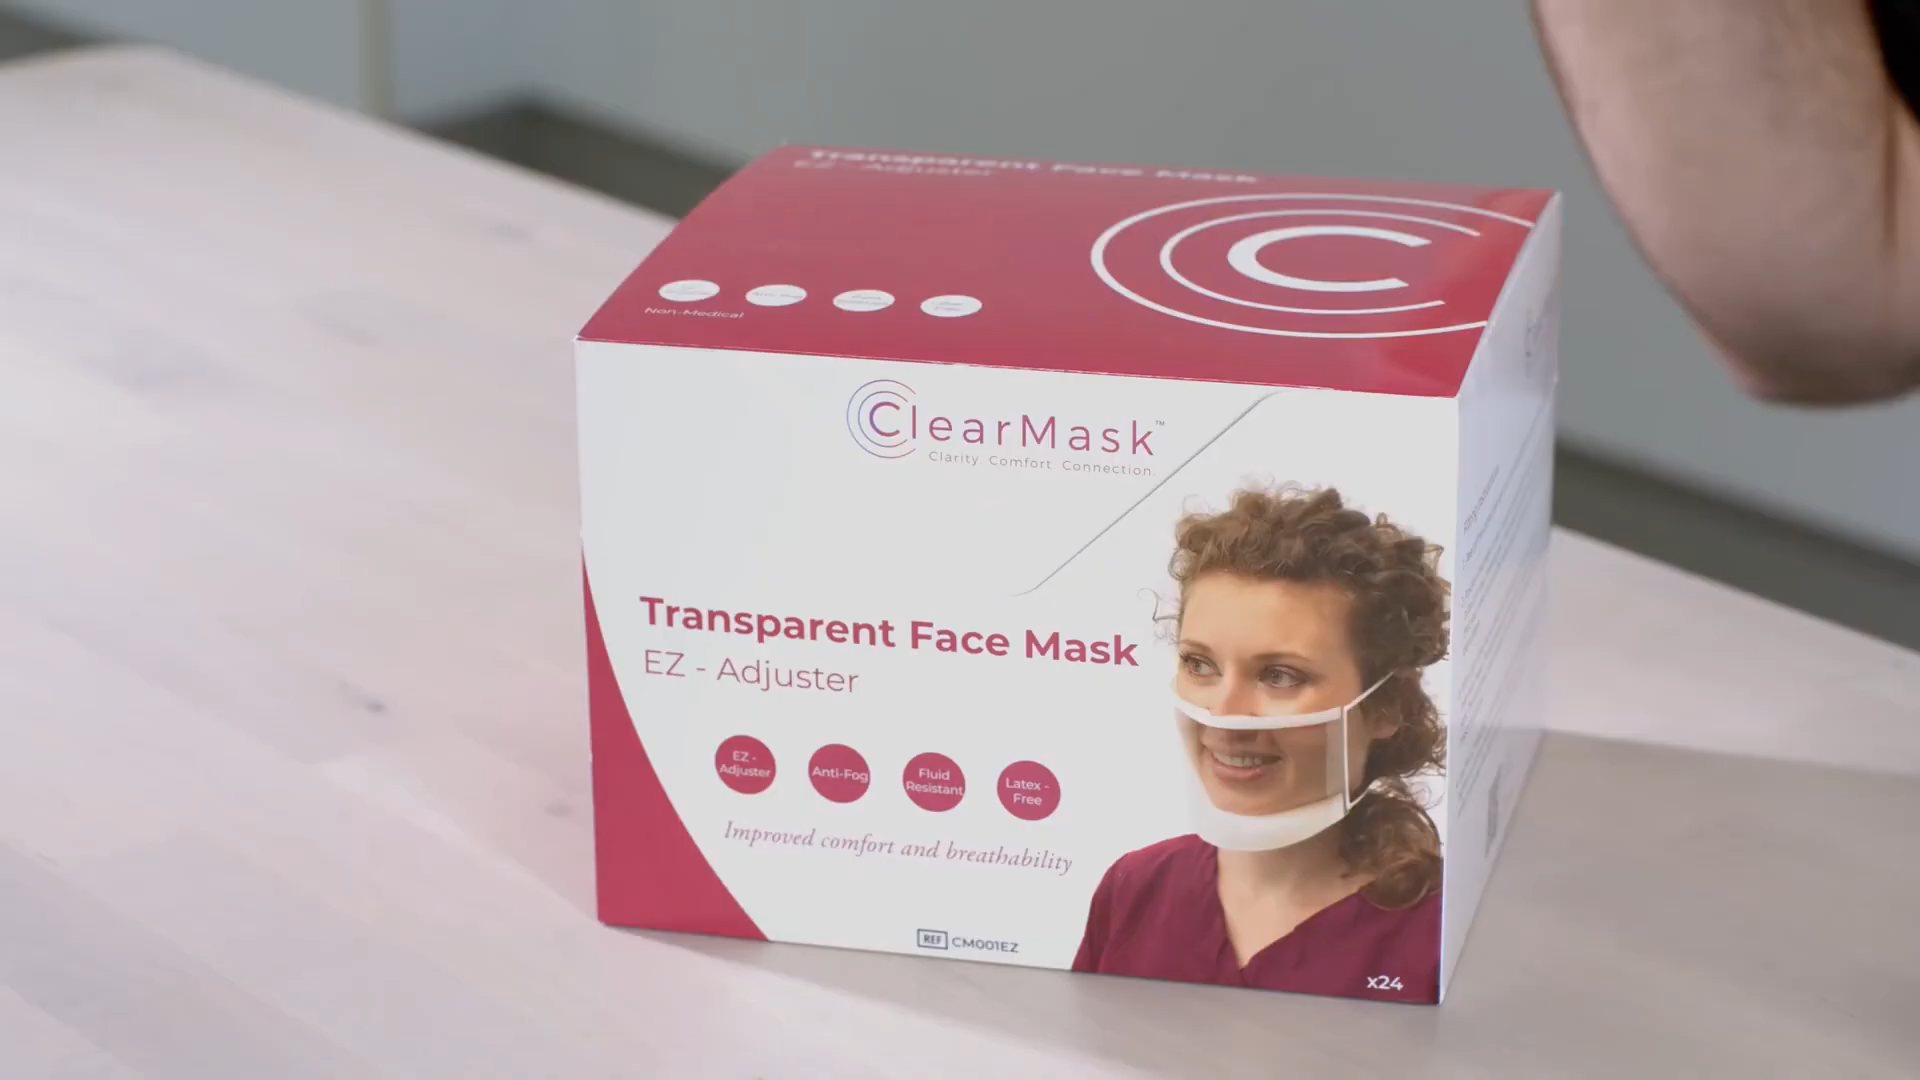 Transparent Face Mask
EZ - Adjuster
C
Non-Medical
ClearMask™
Clarity Comfort Connection
Transparent Face Mask
EZ - Adjuster
EZ -
Adjuster
Anti-Fog
Fluid
Resistant
Latex -
Free
Improved comfort and breathability
REF CM001EZ
x24